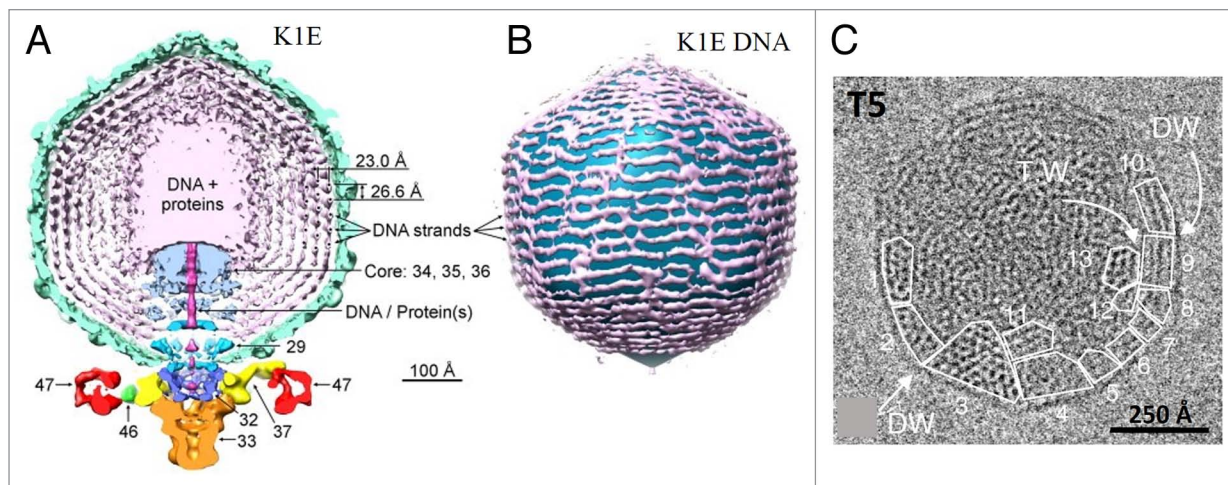 A
K1E
23.0 Å
26.6 Å
DNA +
proteins
DNA strands
Core: 34, 35, 36
DNA / Protein(s)
29
47
47
46
32
37
33
100 Å
B
K1E DNA
C
T5
DW
T W
10
1
13
9
12
8
11
2
7
6
5
3
4
DW
250 Å